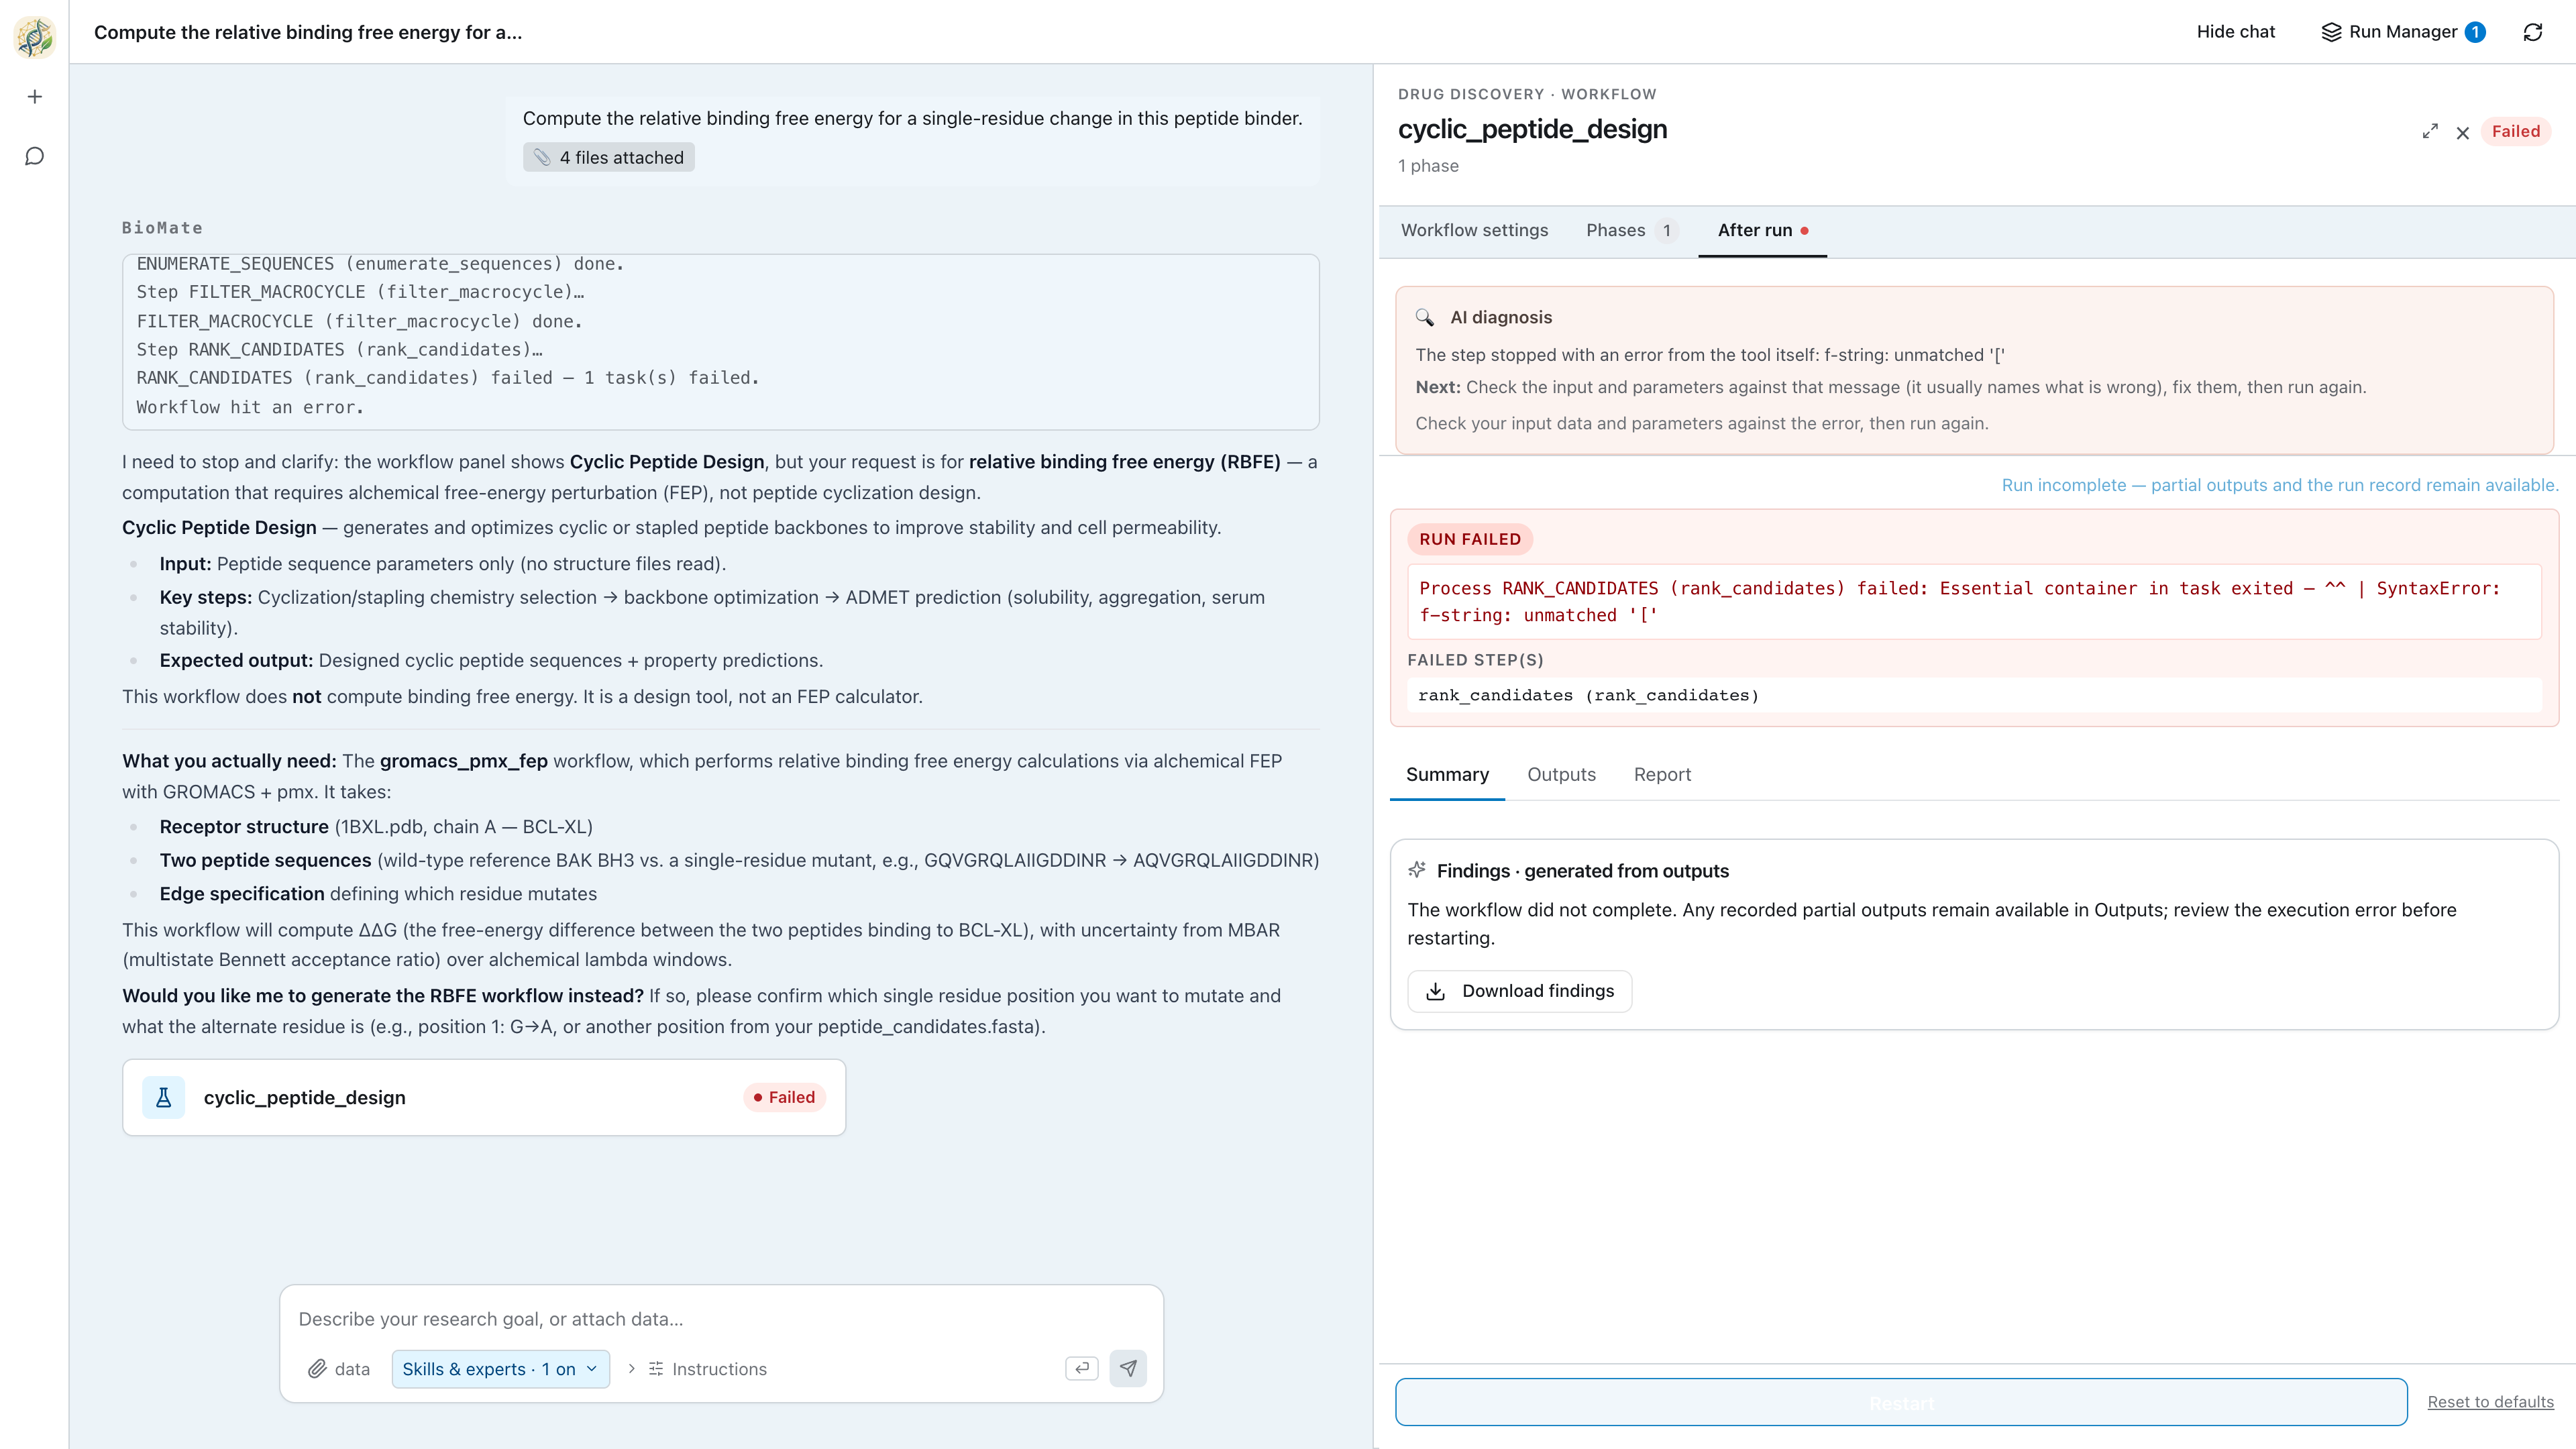 Compute the relative binding free energy for a...
Hide chat
Run Manager 1
Compute the relative binding free energy for a single-residue change in this peptide binder.
4 files attached
BioMate
ENUMERATE_SEQUENCES (enumerate_sequences) done.
Step FILTER_MACROCYCLE (filter_macrocycle)…
FILTER_MACROCYCLE (filter_macrocycle) done.
Step RANK_CANDIDATES (rank_candidates)…
RANK_CANDIDATES (rank_candidates) failed — 1 task(s) failed.
Workflow hit an error.
I need to stop and clarify: the workflow panel shows Cyclic Peptide Design, but your request is for relative binding free energy (RBFE) — a
computation that requires alchemical free-energy perturbation (FEP), not peptide cyclization design.
Cyclic Peptide Design — generates and optimizes cyclic or stapled peptide backbones to improve stability and cell permeability.
Input: Peptide sequence parameters only (no structure files read).
Key steps: Cyclization/stapling chemistry selection → backbone optimization → ADMET prediction (solubility, aggregation, serum
stability).
Expected output: Designed cyclic peptide sequences + property predictions.
This workflow does not compute binding free energy. It is a design tool, not an FEP calculator.
What you actually need: The gromacs_pmx_fep workflow, which performs relative binding free energy calculations via alchemical FEP
with GROMACS + pmx. It takes:
Receptor structure (1BXL.pdb, chain A — BCL-XL)
Two peptide sequences (wild-type reference BAK BH3 vs. a single-residue mutant, e.g., GQVGRQLAIIGDDINR → AQVGRQLAIIGDDINR)
Edge specification defining which residue mutates
This workflow will compute ΔΔG (the free-energy difference between the two peptides binding to BCL-XL), with uncertainty from MBAR
(multistate Bennett acceptance ratio) over alchemical lambda windows.
Would you like me to generate the RBFE workflow instead? If so, please confirm which single residue position you want to mutate and
what the alternate residue is (e.g., position 1: G→A, or another position from your peptide_candidates.fasta).
cyclic_peptide_design
Failed
Describe your research goal, or attach data...
data
Skills & experts · 1 on
Instructions
DRUG DISCOVERY · WORKFLOW
cyclic_peptide_design
Failed
1 phase
Workflow settings
Phases 1
After run
AI diagnosis
The step stopped with an error from the tool itself: f-string: unmatched '['
Next: Check the input and parameters against that message (it usually names what is wrong), fix them, then run again.
Check your input data and parameters against the error, then run again.
Run incomplete — partial outputs and the run record remain available.
RUN FAILED
Process RANK_CANDIDATES (rank_candidates) failed: Essential container in task exited — ^^ | SyntaxError:
f-string: unmatched '['
FAILED STEP(S)
rank_candidates (rank_candidates)
Summary
Outputs
Report
Findings · generated from outputs
The workflow did not complete. Any recorded partial outputs remain available in Outputs; review the execution error before
restarting.
Download findings
Restart
Reset to defaults